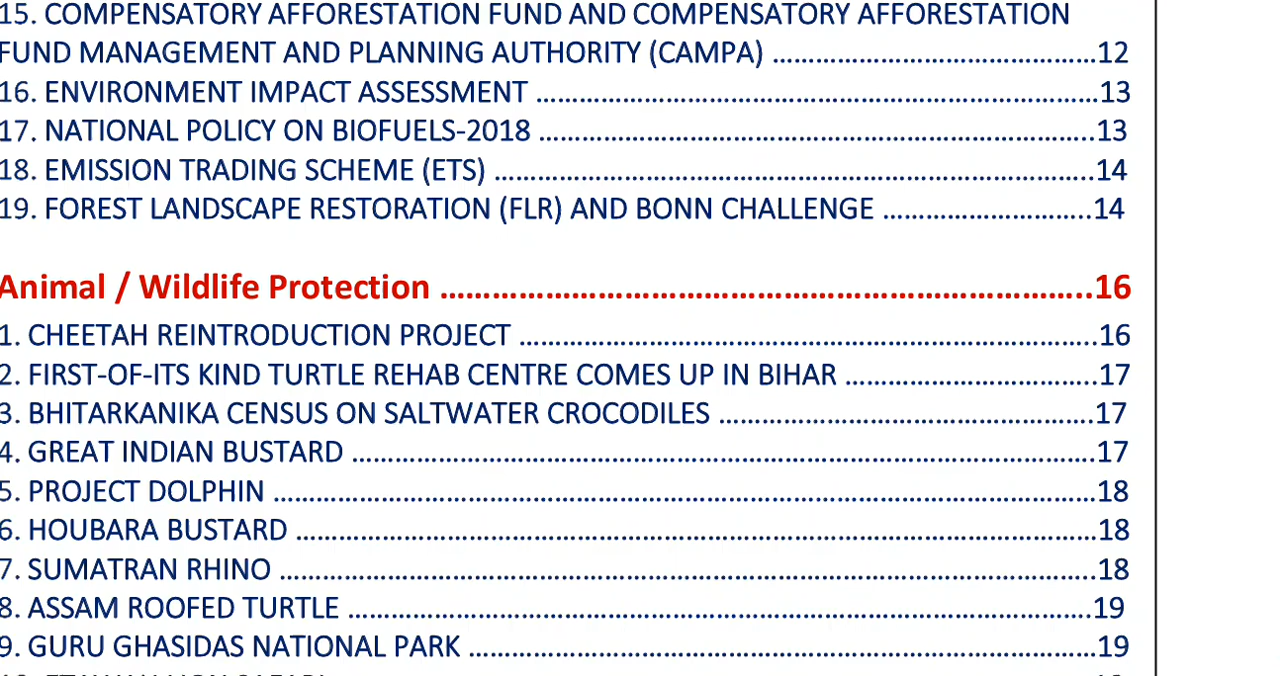 15. COMPENSATORY AFFORESTATION FUND AND COMPENSATORY AFFORESTATION
FUND MANAGEMENT AND PLANNING AUTHORITY (CAMPA) ................................................12
16. ENVIRONMENT IMPACT ASSESSMENT ................................................13
17. NATIONAL POLICY ON BIOFUELS-2018 ................................................13
18. EMISSION TRADING SCHEME (ETS) ................................................14
19. FOREST LANDSCAPE RESTORATION (FLR) AND BONN CHALLENGE ................................14
Animal / Wildlife Protection ................................................16
1. CHEETAH REINTRODUCTION PROJECT ................................................16
2. FIRST-OF-ITS KIND TURTLE REHAB CENTRE COMES UP IN BIHAR ................................17
3. BHITARKANIKA CENSUS ON SALTWATER CROCODILES ................................................17
4. GREAT INDIAN BUSTARD ................................................17
5. PROJECT DOLPHIN ................................................18
6. HOUBARA BUSTARD ................................................18
7. SUMATRAN RHINO ................................................18
8. ASSAM ROOFED TURTLE ................................................19
9. GURU GHASIDAS NATIONAL PARK ................................................19